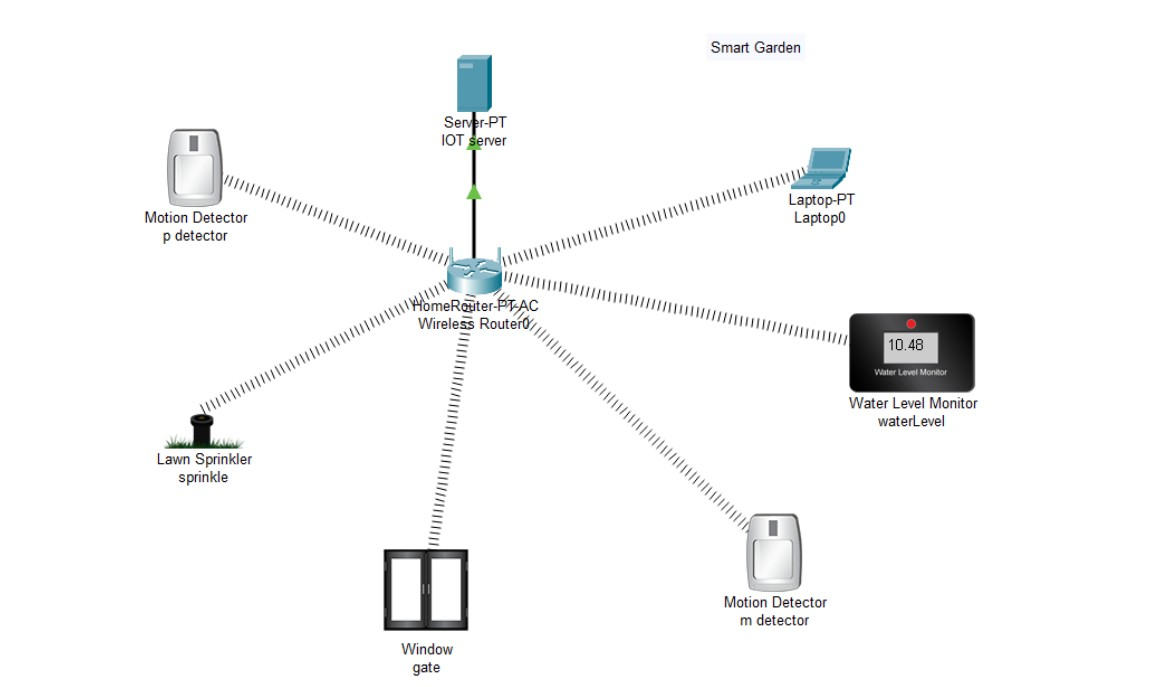 Smart Garden
Server-PT
IOT server
Motion Detector
p detector
Laptop-PT
Laptop0
HomeRouter-PT-AC
Wireless Router0
10.48
Water Level Monitor
Water Level Monitor
waterLevel
Lawn Sprinkler
sprinkle
Motion Detector
m detector
Window
gate